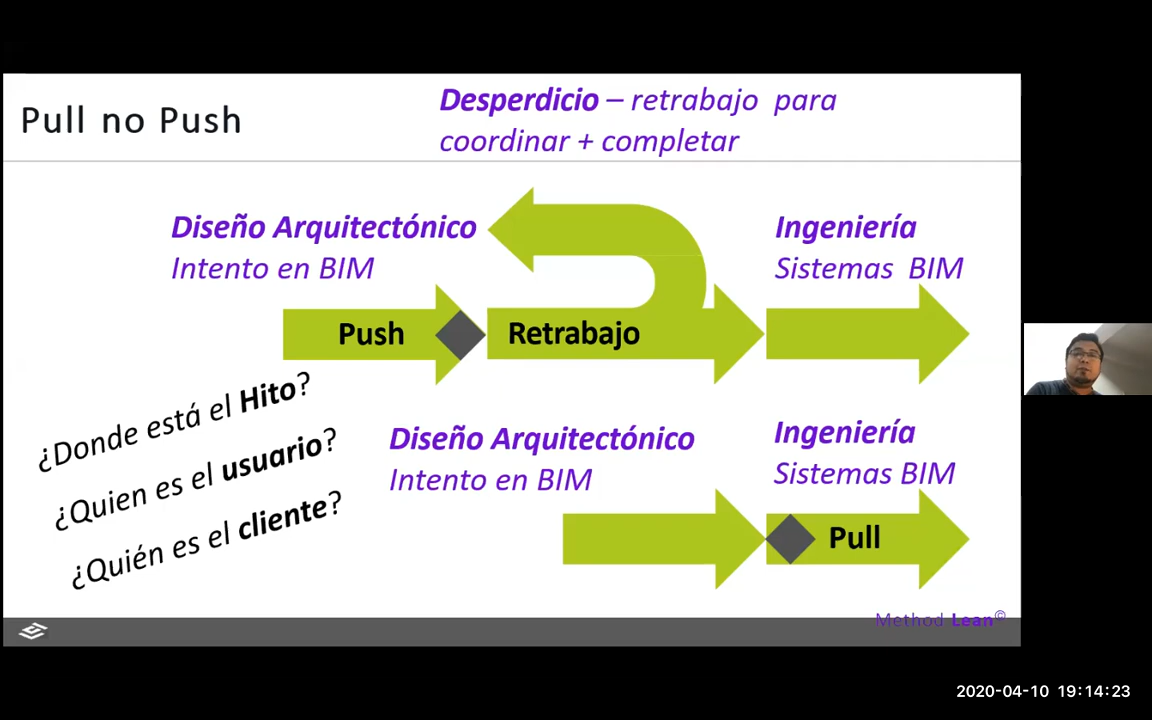 Pull no Push
Desperdicio – retrabajo para
coordinar + completar
Diseño Arquitectónico
Intento en BIM
Ingeniería
Sistemas BIM
Push
Retrabajo
¿Donde está el Hito?
¿Quien es el usuario?
¿Quién es el cliente?
Diseño Arquitectónico
Intento en BIM
Ingeniería
Sistemas BIM
Pull
Method Lean©
2020-04-10 19:14:23